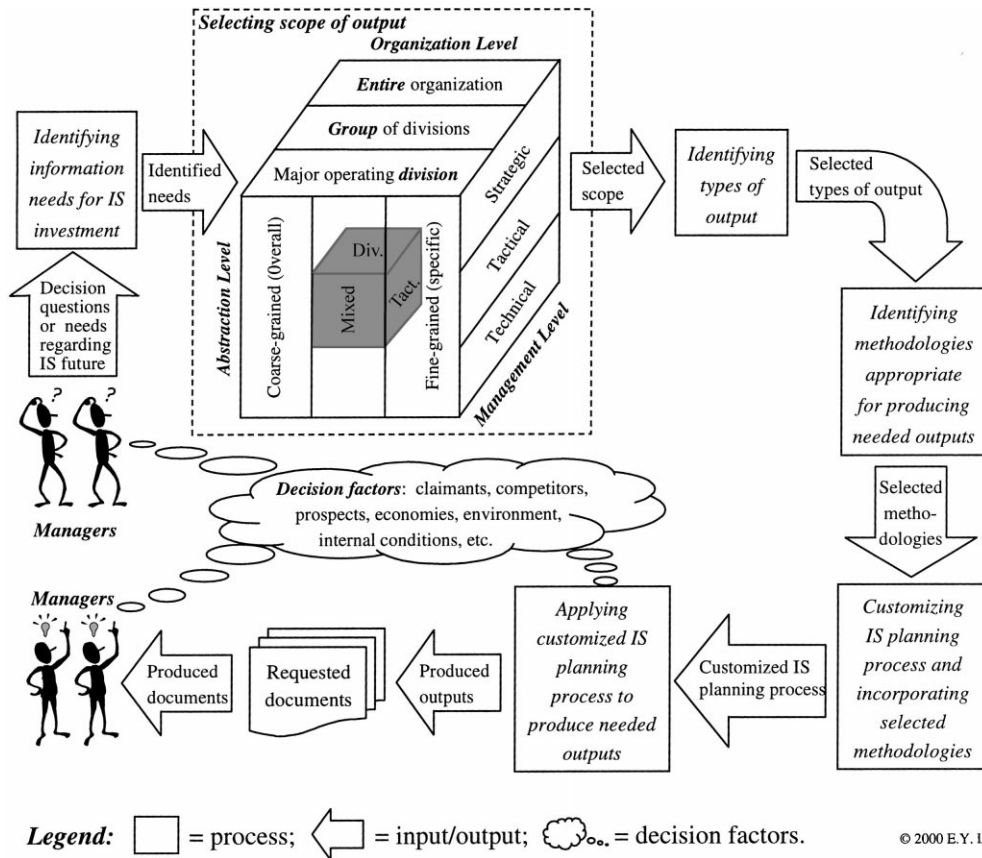 Selecting scope of output
Organization Level
Entire organization
Group of divisions
Major operating division
Strategic
Tactical
Technical
Management Level
Abstraction Level
Coarse-grained (0verall)
Mixed
Div.
Tact.
Fine-grained (specific)
Identifying
information
needs for IS
investment
Identified
needs
Selected
scope
Identifying
types of
output
Selected
types of output
Decision
questions
or needs
regarding
IS future
? ?
Managers
Identifying
methodologies
appropriate
for producing
needed outputs
Selected
metho-
dologies
Decision factors: claimants, competitors,
prospects, economies, environment,
internal conditions, etc.
Managers
Produced
documents
Requested
documents
Produced
outputs
Applying
customized IS
planning
process to
produce needed
outputs
Customized IS
planning process
Customizing
IS planning
process and
incorporating
selected
methodologies
Legend: = process; = input/output; = decision factors.
© 2000 E.Y.